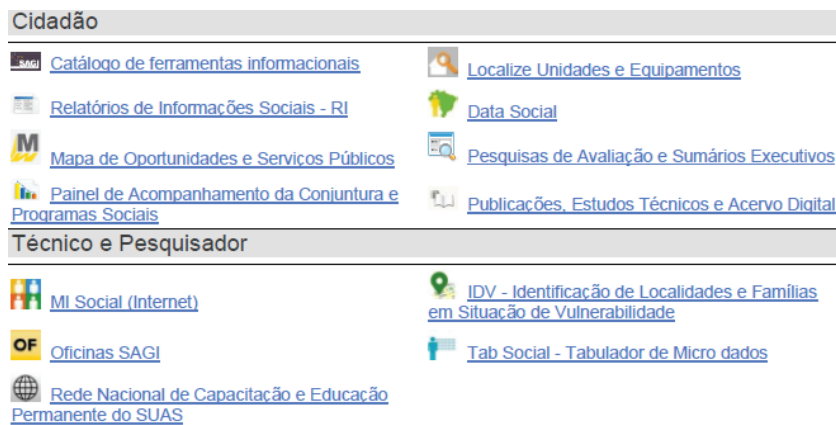 Cidadão
SAGI Catálogo de ferramentas informacionais
Localize Unidades e Equipamentos
Relatórios de Informações Sociais - RI
Data Social
M Mapa de Oportunidades e Serviços Públicos
Pesquisas de Avaliação e Sumários Executivos
Painel de Acompanhamento da Conjuntura e
Programas Sociais
Publicações, Estudos Técnicos e Acervo Digital
Técnico e Pesquisador
MI Social (Internet)
IDV - Identificação de Localidades e Famílias
em Situação de Vulnerabilidade
OF Oficinas SAGI
Tab Social - Tabulador de Micro dados
Rede Nacional de Capacitação e Educação
Permanente do SUAS